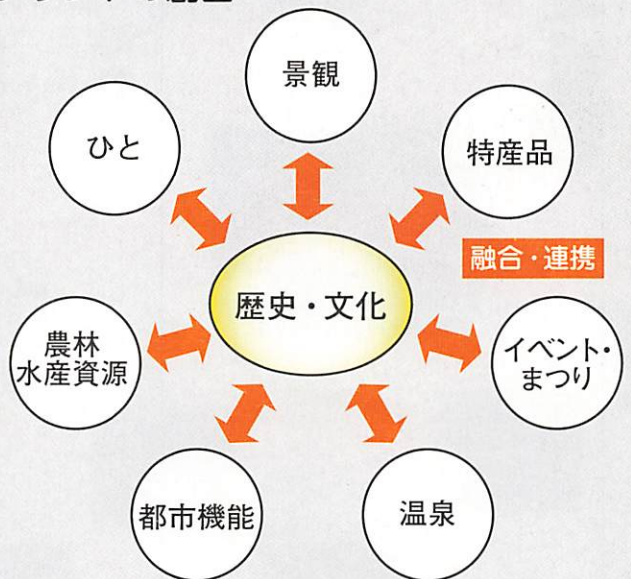 景観
ひと
特産品
融合・連携
歴史・文化
農林
水産資源
イベント・
まつり
都市機能
温泉